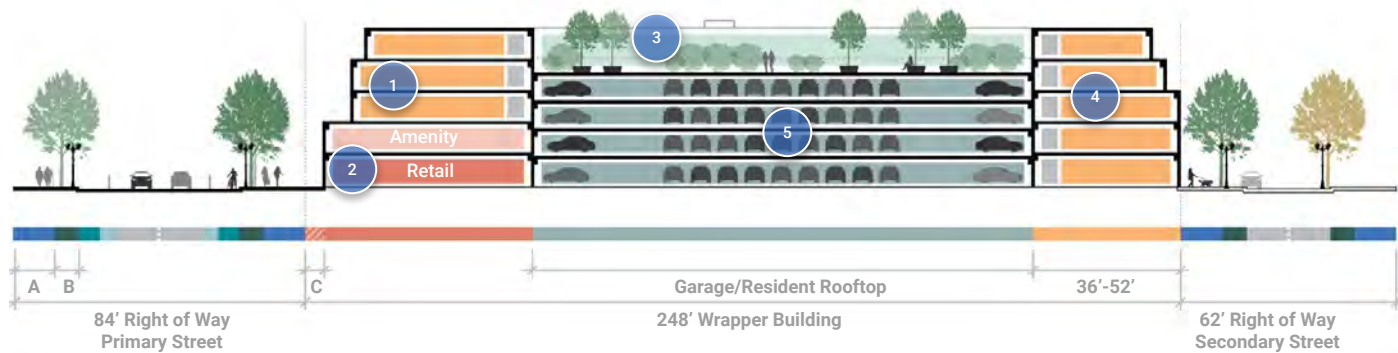 3
1
4
Amenity
5
2
Retail
A
B
C
Garage/Resident Rooftop
36’-52’
84’ Right of Way
Primary Street
248’ Wrapper Building
62’ Right of Way
Secondary Street